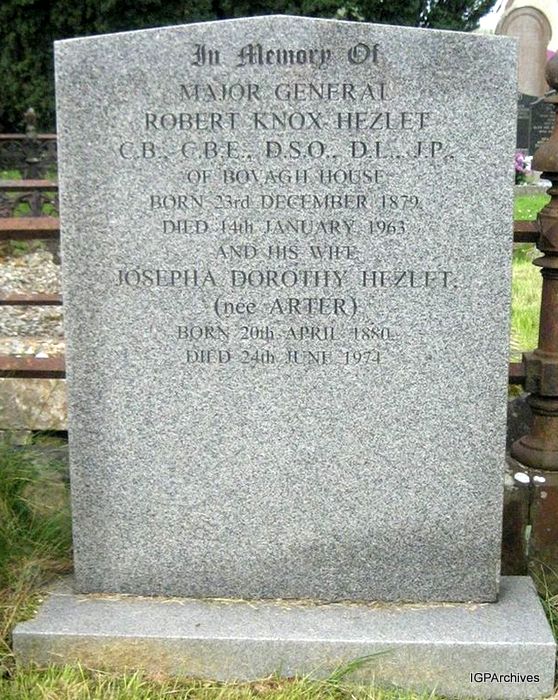 In Memory Of
MAJOR GENERAL
ROBERT KNOX HEZLET
C.B., C.B.E., D.S.O., D.L., J.P.,
OF BOVAGH HOUSE
BORN 23rd DECEMBER 1879
DIED 14th JANUARY 1963
AND HIS WIFE
JOSEPHA DOROTHY HEZLET,
(née ARTER)
BORN 20th APRIL 1880
DIED 24th JUNE 1974
IGPArchives